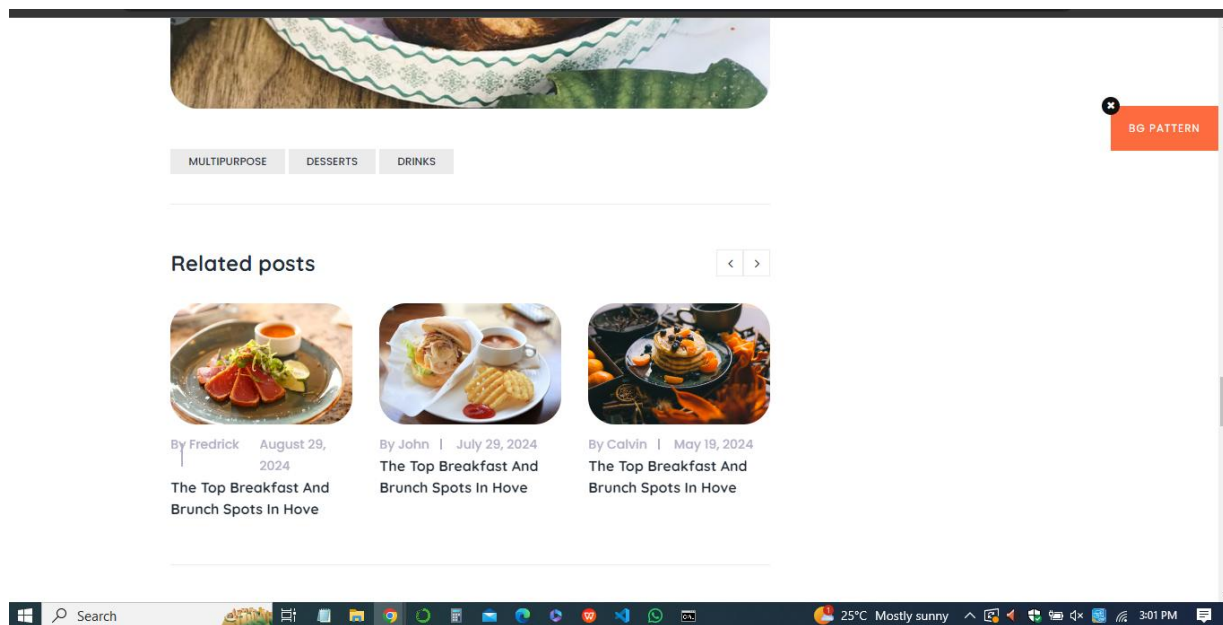 BG PATTERN
MULTIPURPOSE DESSERTS DRINKS
Related posts
By Fredrick | August 29,
2024
The Top Breakfast And
Brunch Spots In Hove
By John | July 29, 2024
The Top Breakfast And
Brunch Spots In Hove
By Calvin | May 19, 2024
The Top Breakfast And
Brunch Spots In Hove
Search
25°C Mostly sunny
3:01 PM